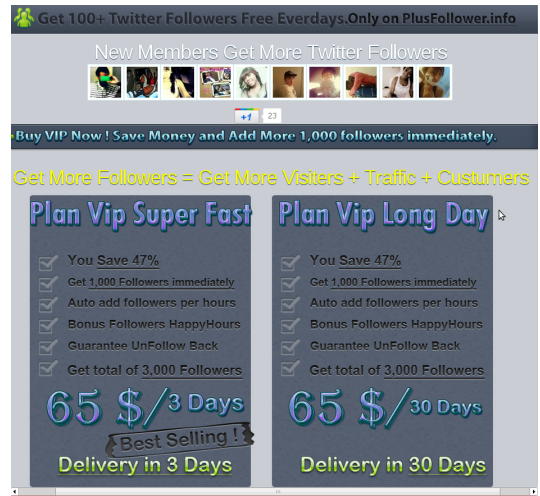 Get 100+ Twitter Followers Free Everdays.Only on PlusFollower.info
New Members Get More Twitter Followers
+1 23
Buy VIP Now ! Save Money and Add More 1,000 followers immediately.
Get More Followers = Get More Visiters + Traffic + Custumers
Plan Vip Super Fast
You Save 47%
Get 1,000 Followers immediately
Auto add followers per hours
Bonus Followers HappyHours
Guarantee UnFollow Back
Get total of 3,000 Followers
65 $/3 Days
Best Selling !
Delivery in 3 Days
Plan Vip Long Day
You Save 47%
Get 1,000 Followers immediately
Auto add followers per hours
Bonus Followers HappyHours
Guarantee UnFollow Back
Get total of 3,000 Followers
65 $/30 Days
Delivery in 30 Days